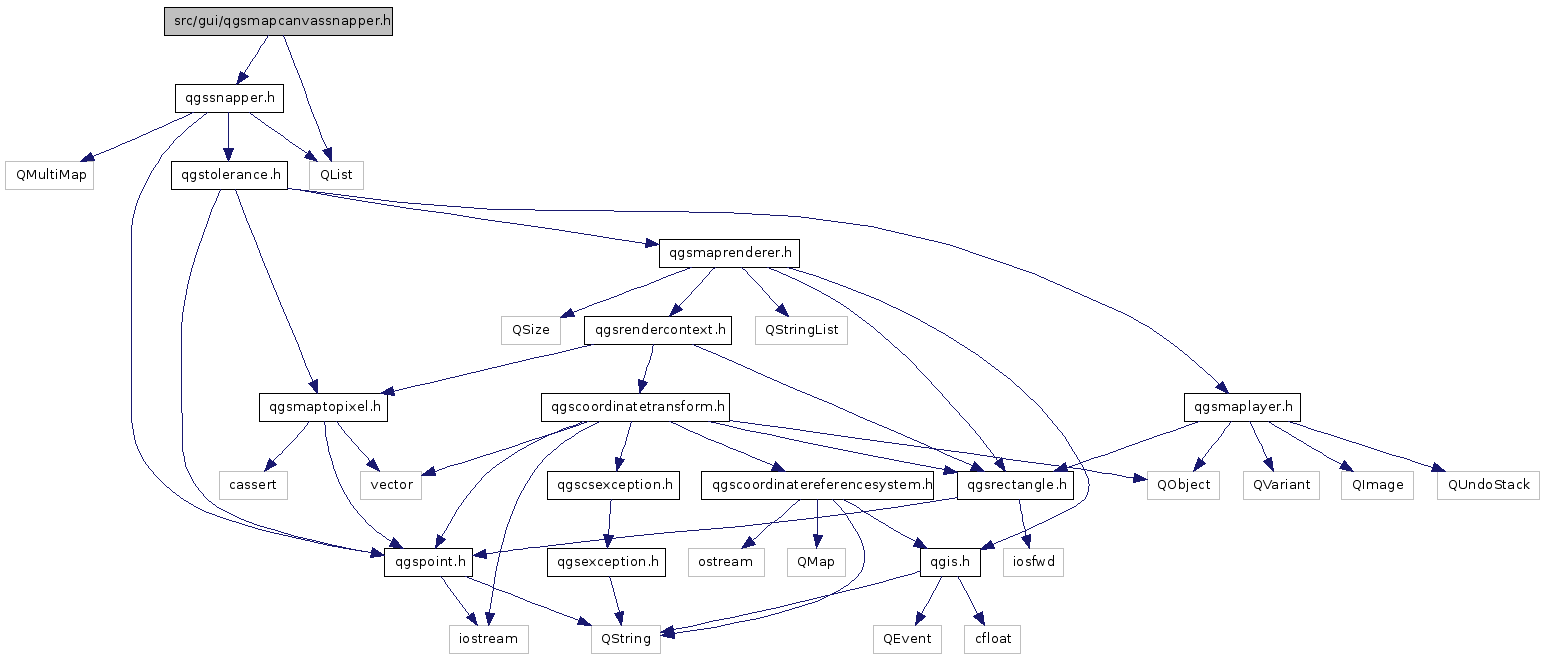 src/gui/qgsmapcanvassnapper.h
qgssnapper.h
QMultiMap
qgstolerance.h
QList
qgsmaprenderer.h
QSize
qgsrendercontext.h
QStringList
qgsmaptopixel.h
qgscoordinatetransform.h
qgsmaplayer.h
cassert
vector
qgscsexception.h
qgscoordinatereferencesystem.h
qgsrectangle.h
QObject
QVariant
QImage
QUndoStack
qgspoint.h
qgsexception.h
ostream
QMap
qgis.h
iosfwd
iostream
QString
QEvent
cfloat